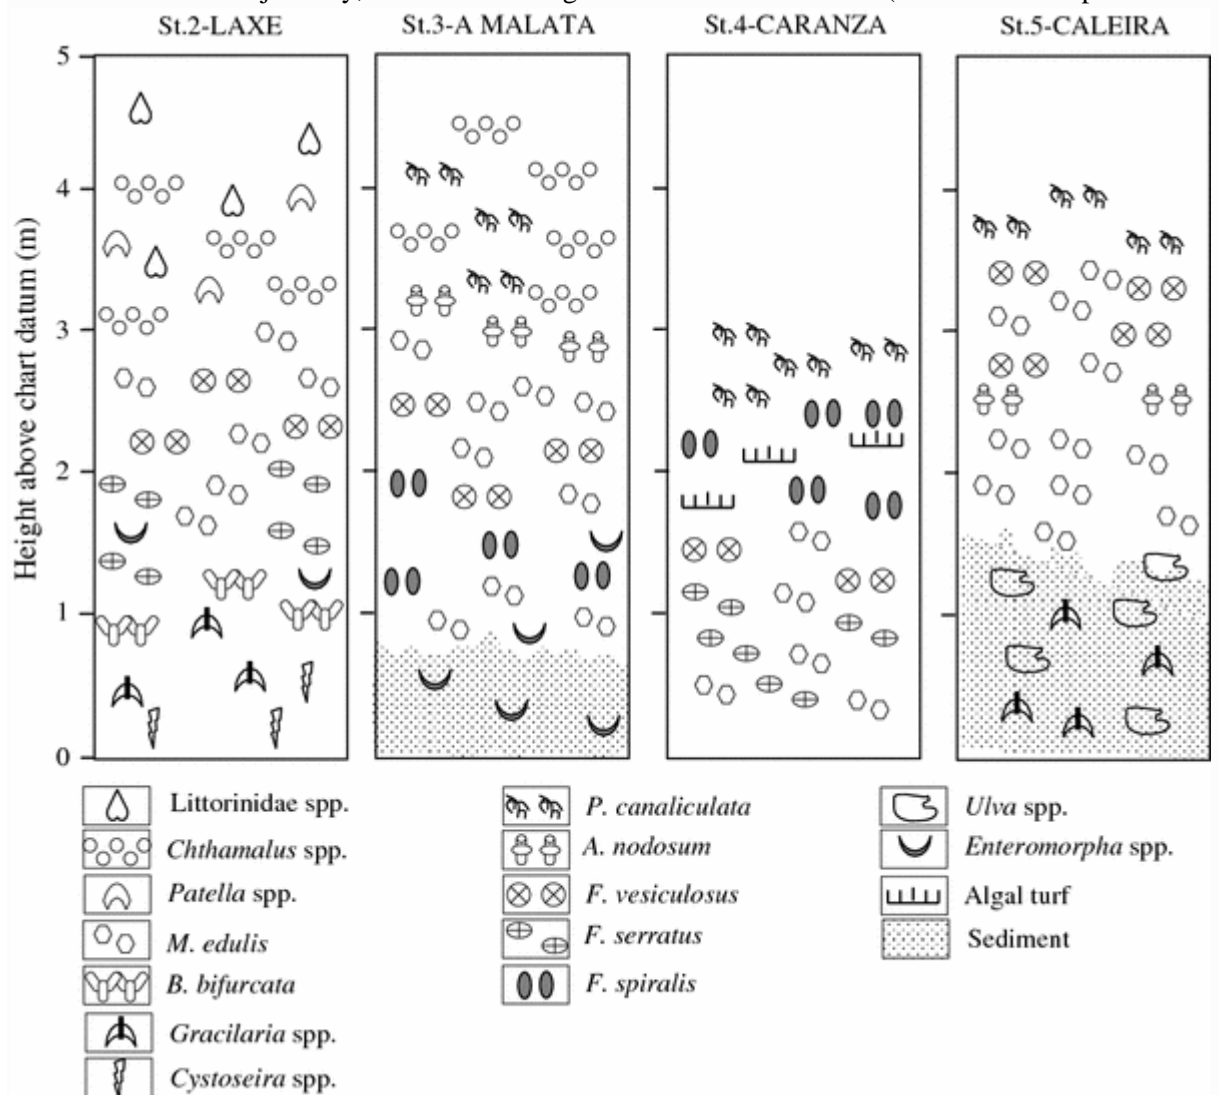 St.2-LAXE St.3-A MALATA St.4-CARANZA St.5-CALEIRA
Height above chart datum (m)
5
4
3
2
1
0
Littorinidae spp. P. canaliculata Ulva spp.
Chthamalus spp. A. nodosum Enteromorpha spp.
Patella spp. F. vesiculosus Algal turf
M. edulis F. serratus Sediment
B. bifurcata F. spiralis
Gracilaria spp.
Cystoseira spp.